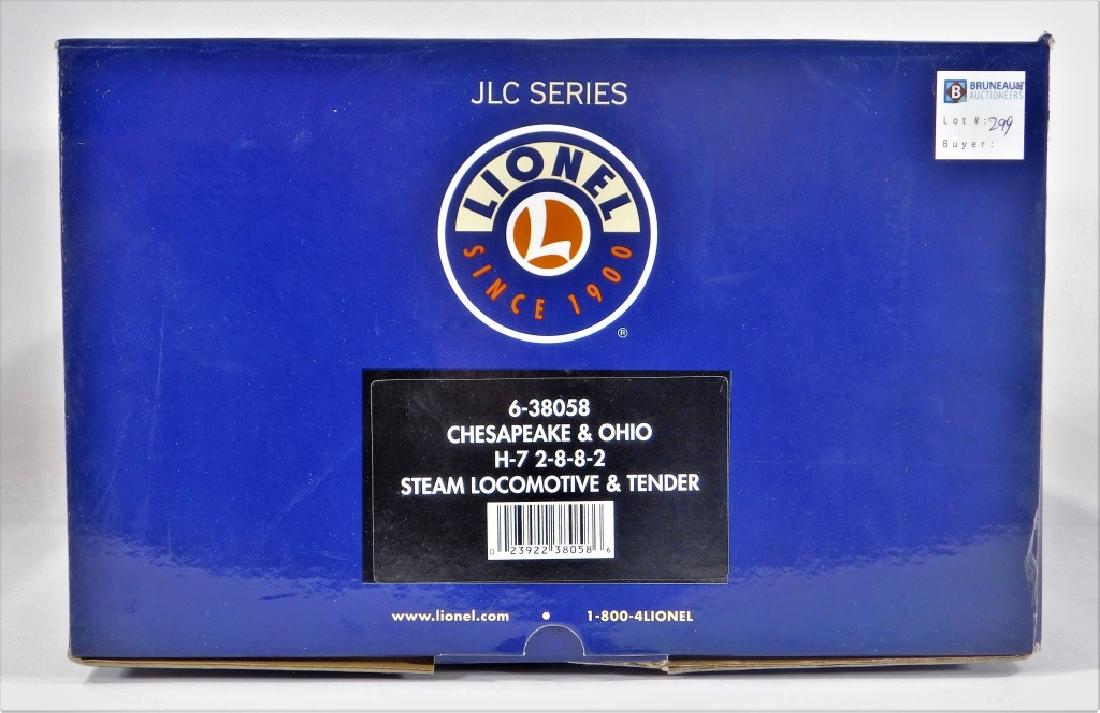 JLC SERIES
LIONEL
L
SINCE 1900
®
B BRUNEAU&
AUCTIONEERS
Lot №: 299
Buyer:
6-38058
CHESAPEAKE & OHIO
H-7 2-8-8-2
STEAM LOCOMOTIVE & TENDER
0 23922 38058 6
www.lionel.com • 1-800-4LIONEL